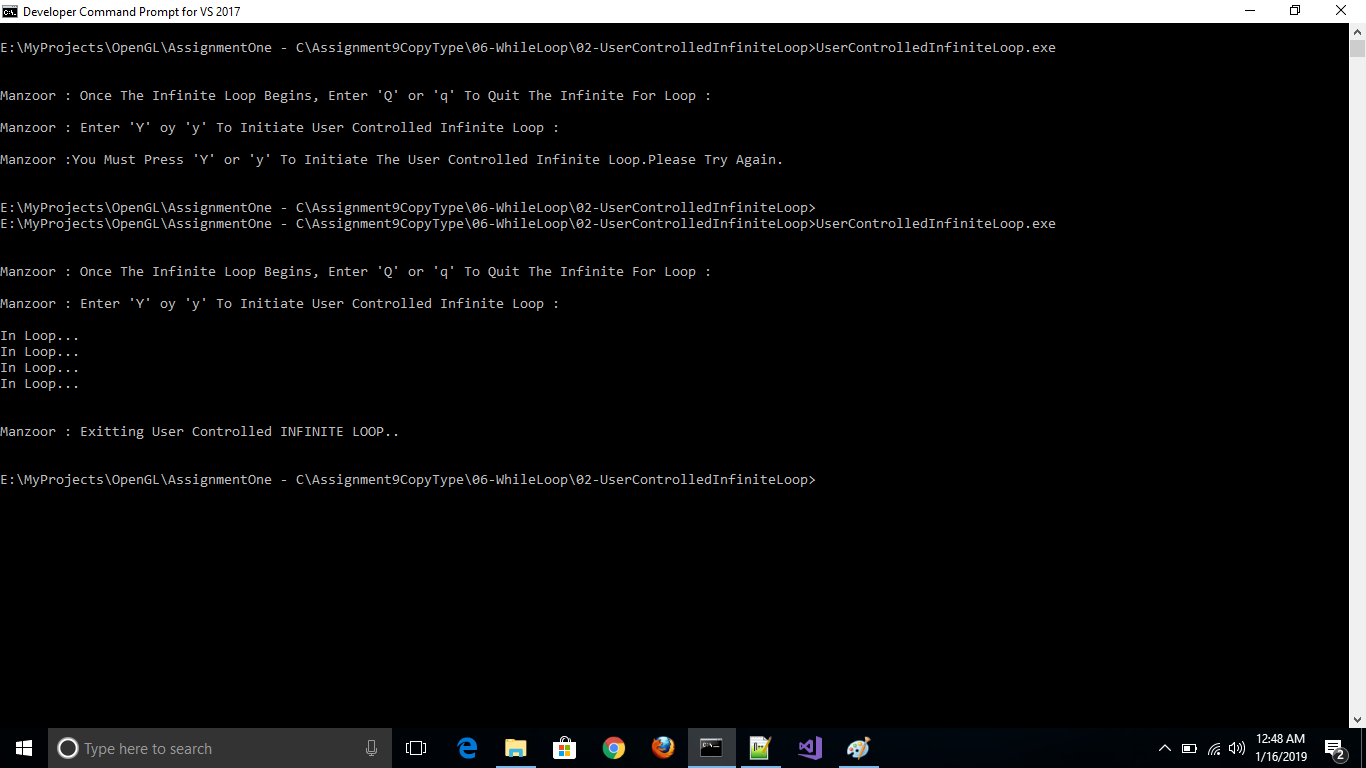 Developer Command Prompt for VS 2017
E:\MyProjects\OpenGL\AssignmentOne - C\Assignment9CopyType\06-WhileLoop\02-UserControlledInfiniteLoop>UserControlledInfiniteLoop.exe
Manzoor : Once The Infinite Loop Begins, Enter 'Q' or 'q' To Quit The Infinite For Loop :
Manzoor : Enter 'Y' oy 'y' To Initiate User Controlled Infinite Loop :
Manzoor :You Must Press 'Y' or 'y' To Initiate The User Controlled Infinite Loop.Please Try Again.
E:\MyProjects\OpenGL\AssignmentOne - C\Assignment9CopyType\06-WhileLoop\02-UserControlledInfiniteLoop>
E:\MyProjects\OpenGL\AssignmentOne - C\Assignment9CopyType\06-WhileLoop\02-UserControlledInfiniteLoop>UserControlledInfiniteLoop.exe
Manzoor : Once The Infinite Loop Begins, Enter 'Q' or 'q' To Quit The Infinite For Loop :
Manzoor : Enter 'Y' oy 'y' To Initiate User Controlled Infinite Loop :
In Loop...
In Loop...
In Loop...
In Loop...
Manzoor : Exitting User Controlled INFINITE LOOP..
E:\MyProjects\OpenGL\AssignmentOne - C\Assignment9CopyType\06-WhileLoop\02-UserControlledInfiniteLoop>
Type here to search
12:48 AM
1/16/2019
2